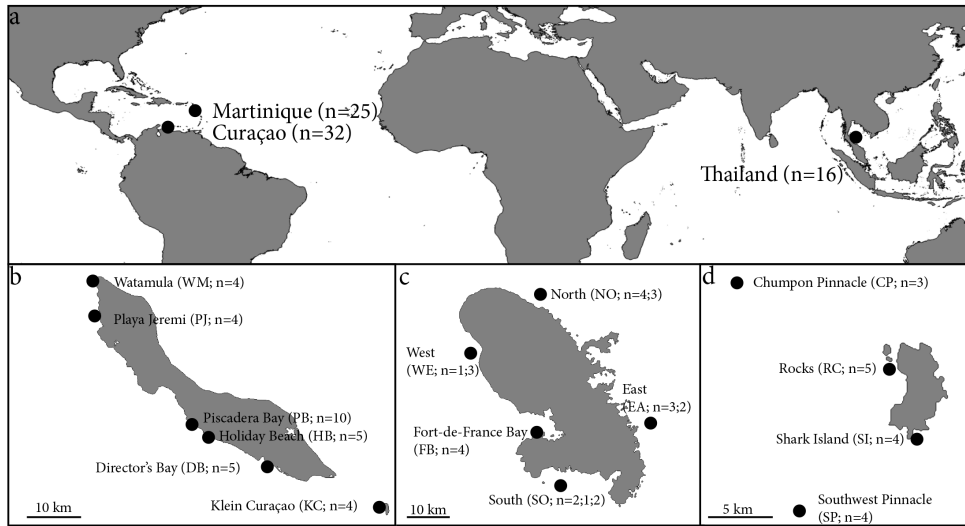 a
Martinique (n=25)
Curaçao (n=32)
Thailand (n=16)
b
Watamula (WM; n=4)
Playa Jeremi (PJ; n=4)
Piscadera Bay (PB; n=10)
Holiday Beach (HB; n=5)
Director's Bay (DB; n=5)
Klein Curaçao (KC; n=4)
10 km
c
North (NO; n=4;3)
West
(WE; n=1;3)
East
(EA; n=3;2)
Fort-de-France Bay
(FB; n=4)
South (SO; n=2;1;2)
10 km
d
Chumpon Pinnacle (CP; n=3)
Rocks (RC; n=5)
Shark Island (SI; n=4)
Southwest Pinnacle
(SP; n=4)
5 km